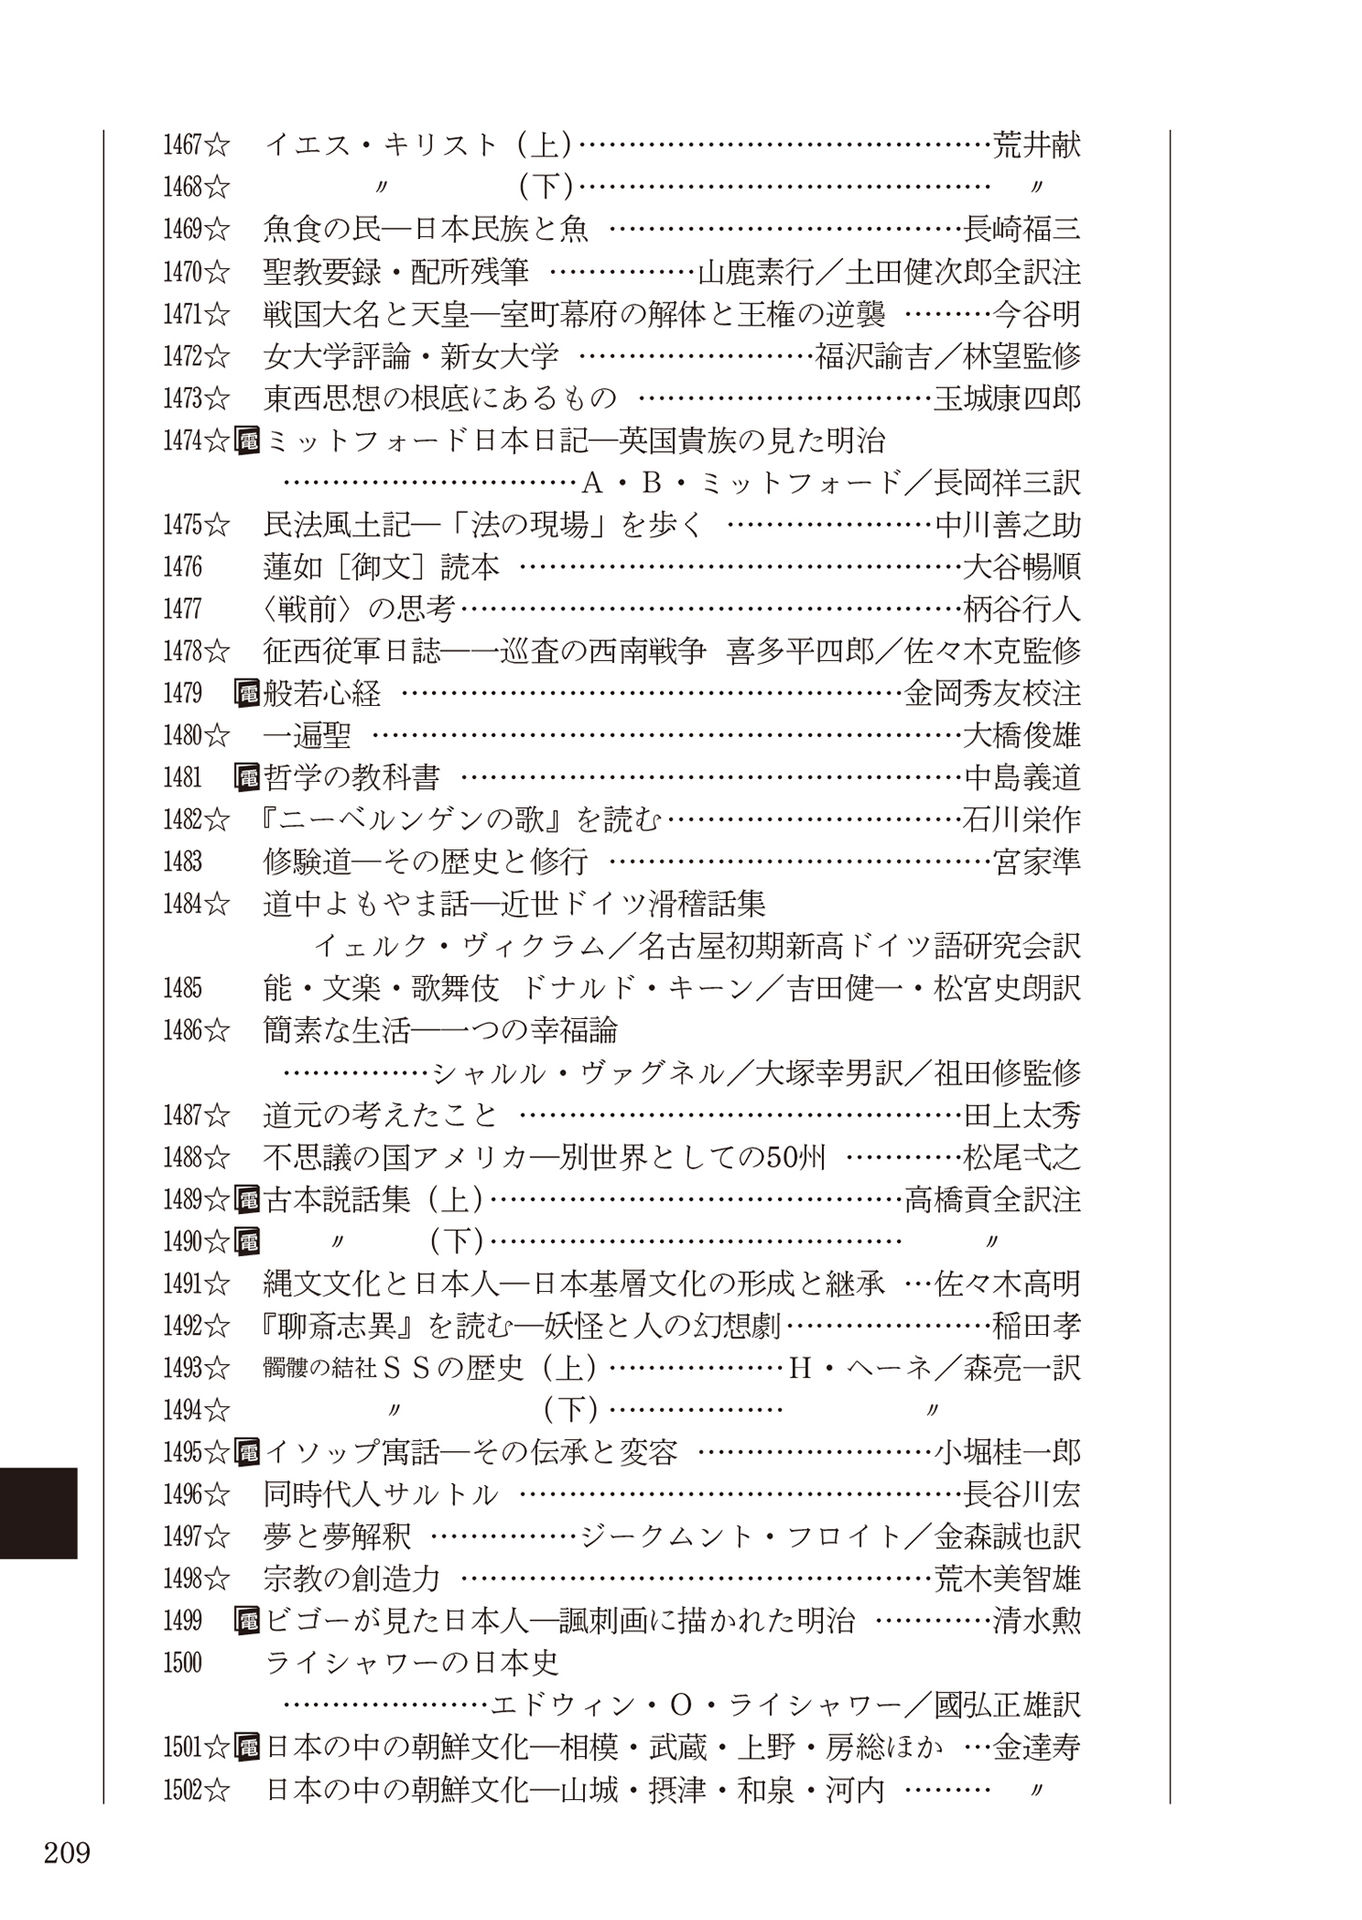 1467☆ イエス・キリスト（上）……………………………………荒井献
1468☆ 〃 （下）…………………………………… 〃
1469☆ 魚食の民―日本民族と魚 ………………………………長崎福三
1470☆ 聖教要録・配所残筆 ……………山鹿素行／土田健次郎全訳注
1471☆ 戦国大名と天皇―室町幕府の解体と王権の逆襲 ………今谷明
1472☆ 女大学評論・新女大学 ……………………福沢諭吉／林望監修
1473☆ 東西思想の根底にあるもの …………………………玉城康四郎
1474☆電ミットフォード日本日記―英国貴族の見た明治
…………………………A・B・ミットフォード／長岡祥三訳
1475☆ 民法風土記―「法の現場」を歩く …………………中川善之助
1476 蓮如［御文］読本 ………………………………………大谷暢順
1477 〈戦前〉の思考……………………………………………柄谷行人
1478☆ 征西従軍日誌―一巡査の西南戦争 喜多平四郎／佐々木克監修
1479 電般若心経 ……………………………………………金岡秀友校注
1480☆ 一遍聖 ……………………………………………………大橋俊雄
1481 電哲学の教科書 ……………………………………………中島義道
1482☆ 『ニーベルンゲンの歌』を読む…………………………石川栄作
1483 修験道―その歴史と修行 …………………………………宮家準
1484☆ 道中よもやま話―近世ドイツ滑稽話集
イェルク・ヴィクラム／名古屋初期新高ドイツ語研究会訳
1485 能・文楽・歌舞伎 ドナルド・キーン／吉田健一・松宮史朗訳
1486☆ 簡素な生活―一つの幸福論
……………シャルル・ヴァグネル／大塚幸男訳／祖田修監修
1487☆ 道元の考えたこと ………………………………………田上太秀
1488☆ 不思議の国アメリカ―別世界としての50州 …………松尾弌之
1489☆電古本説話集（上）……………………………………高橋貢全訳注
1490☆電 〃 （下）…………………………………… 〃
1491☆ 縄文文化と日本人―日本基層文化の形成と継承 …佐々木高明
1492☆ 『聊斎志異』を読む―妖怪と人の幻想劇…………………稲田孝
1493☆ 髑髏の結社ＳＳの歴史（上）………………H・ヘーネ／森亮一訳
1494☆ 〃 （下）……………… 〃
1495☆電イソップ寓話―その伝承と変容 ……………………小堀桂一郎
1496☆ 同時代人サルトル ………………………………………長谷川宏
1497☆ 夢と夢解釈 ……………ジークムント・フロイト／金森誠也訳
1498☆ 宗教の創造力 …………………………………………荒木美智雄
1499 電ビゴーが見た日本人―諷刺画に描かれた明治 …………清水勲
1500 ライシャワーの日本史
…………………エドウィン・O・ライシャワー／國弘正雄訳
1501☆電日本の中の朝鮮文化―相模・武蔵・上野・房総ほか …金達寿
1502☆ 日本の中の朝鮮文化―山城・摂津・和泉・河内 ……… 〃
209